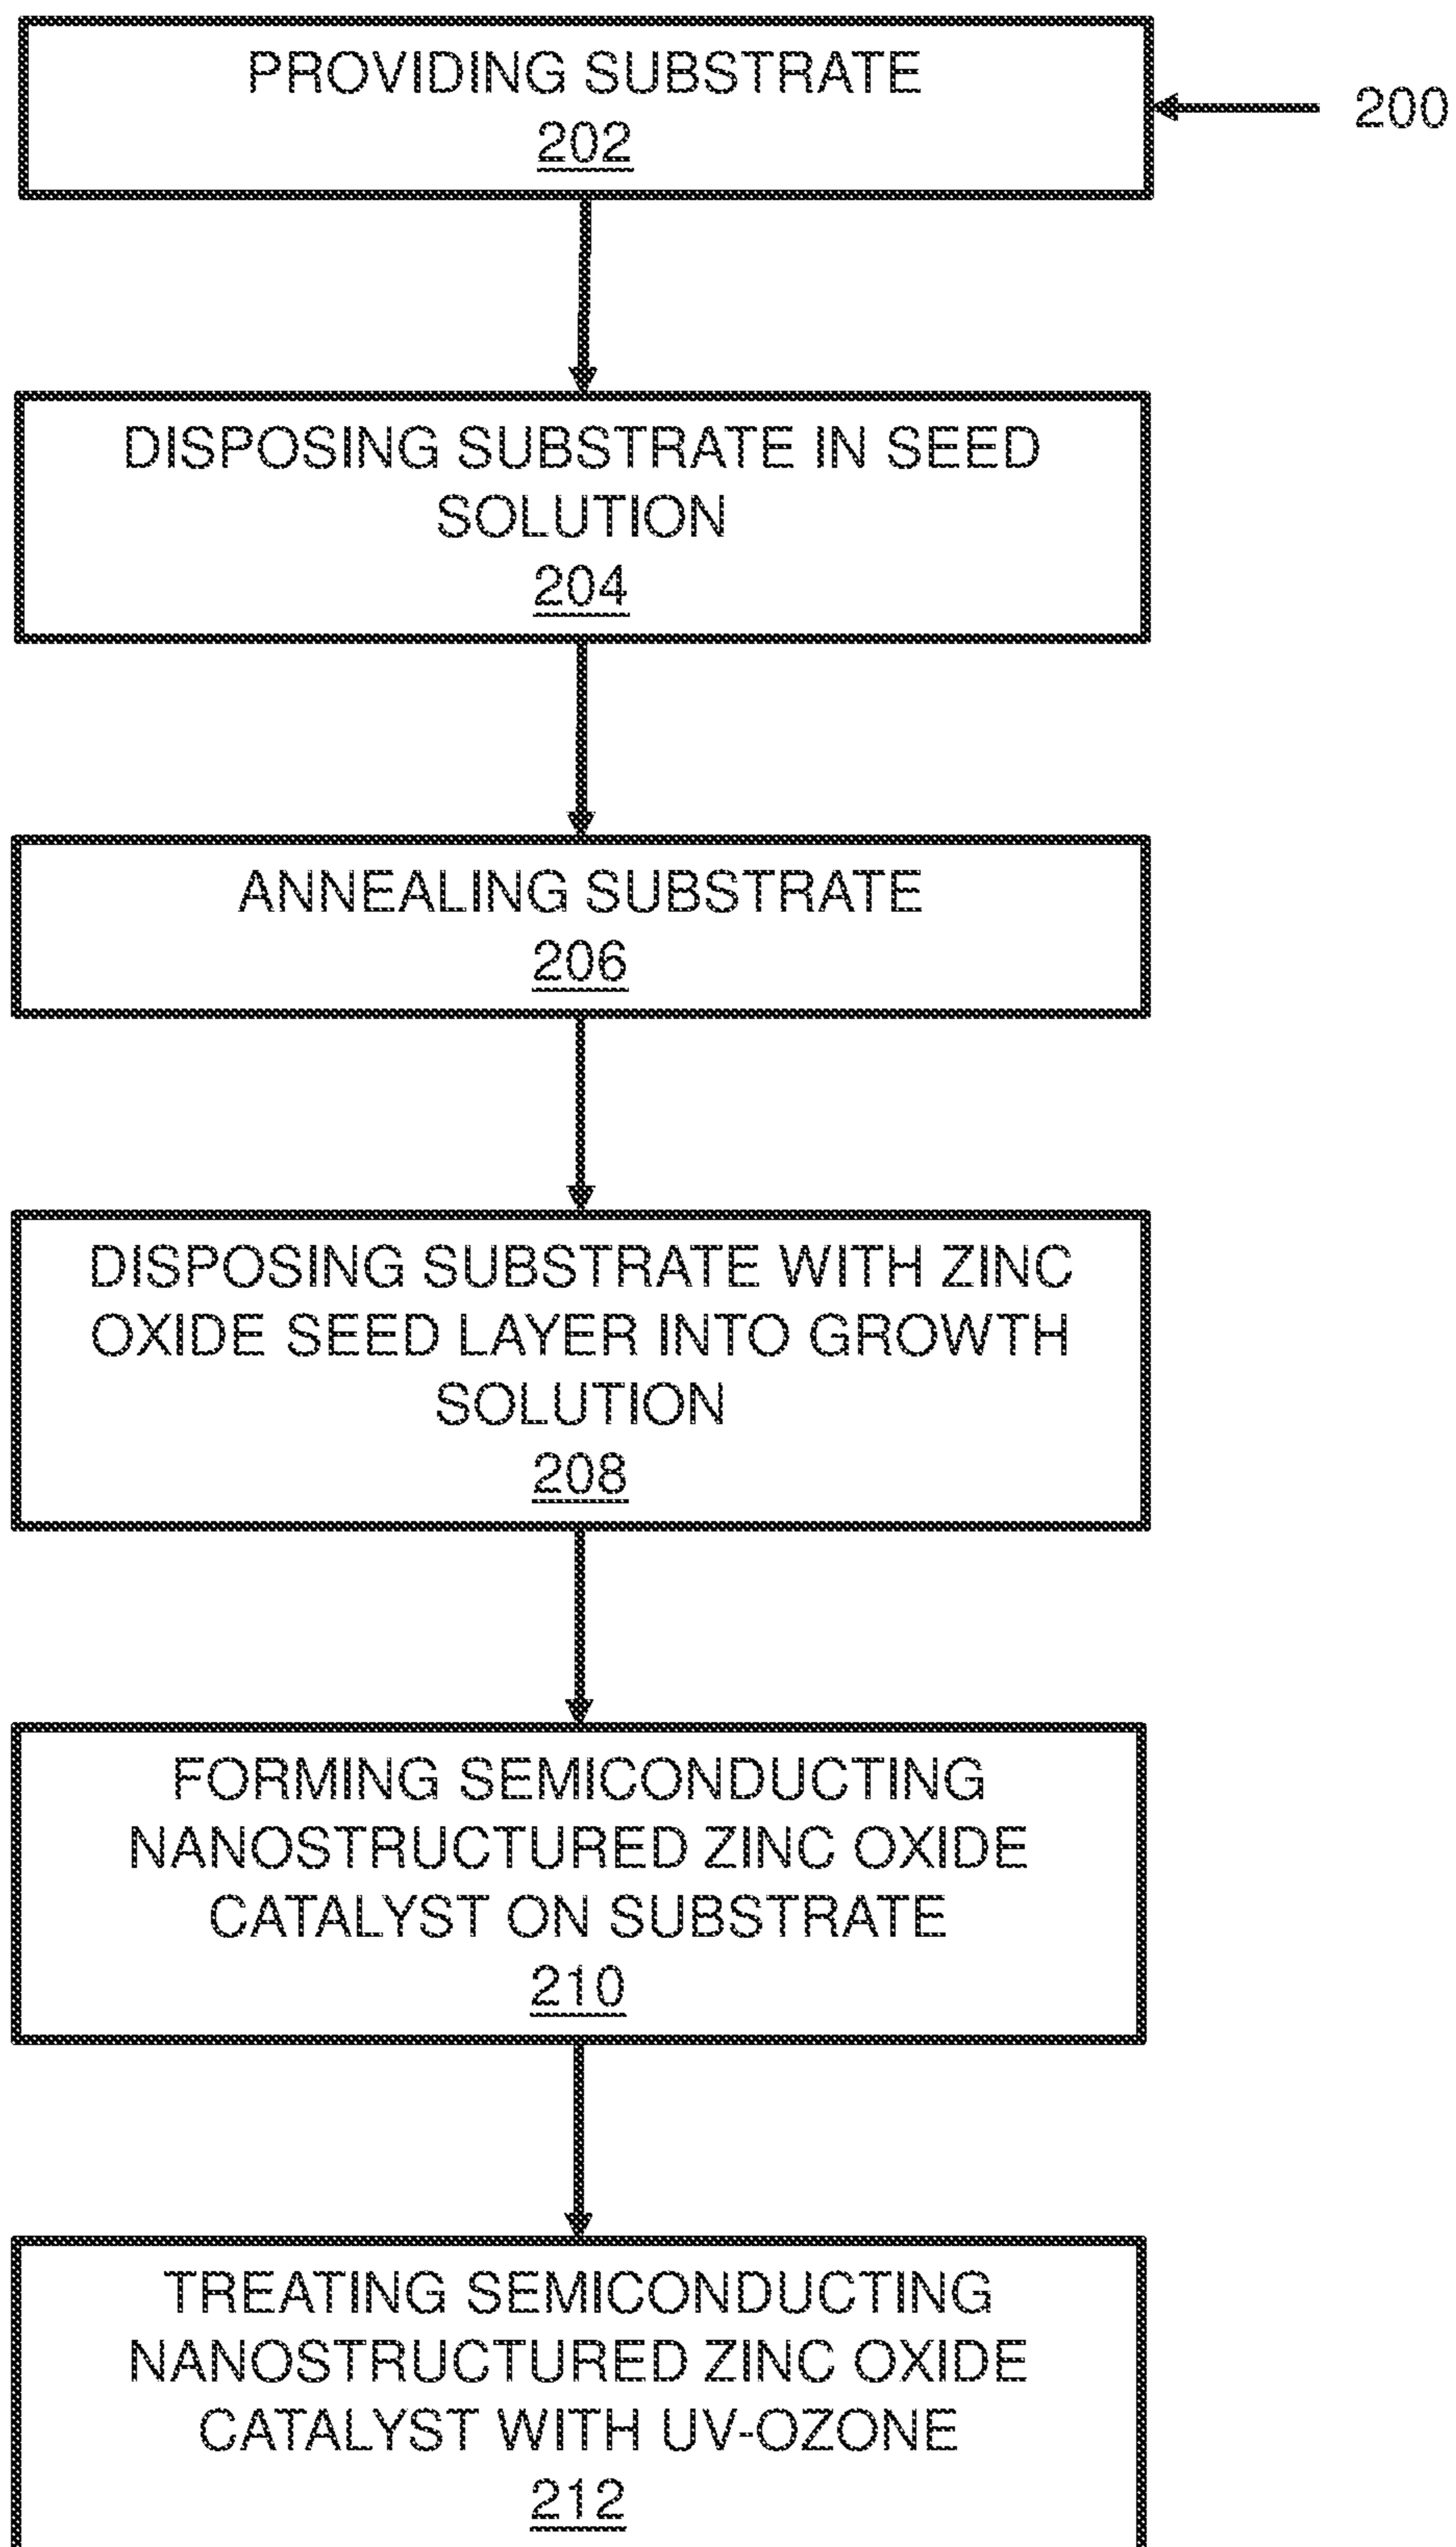 PROVIDING SUBSTRATE
202
200
DISPOSING SUBSTRATE IN SEED
SOLUTION
204
ANNEALING SUBSTRATE
206
DISPOSING SUBSTRATE WITH ZINC
OXIDE SEED LAYER INTO GROWTH
SOLUTION
208
FORMING SEMICONDUCTING
NANOSTRUCTURED ZINC OXIDE
CATALYST ON SUBSTRATE
210
TREATING SEMICONDUCTING
NANOSTRUCTURED ZINC OXIDE
CATALYST WITH UV-OZONE
212